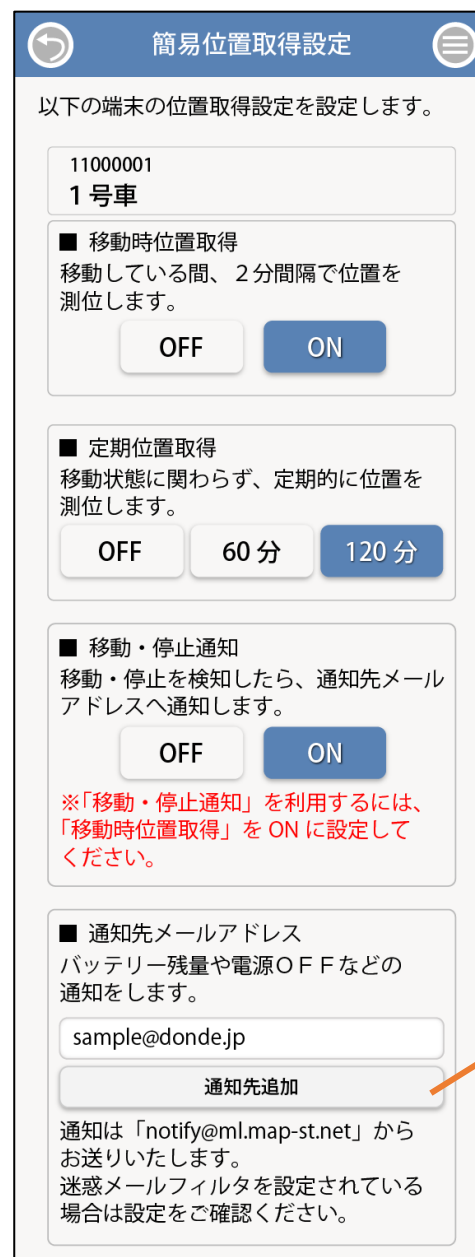 簡易位置取得設定
以下の端末の位置取得設定を設定します。
11000001
1号車
■ 移動時位置取得
移動している間、２分間隔で位置を
測位します。
OFF ON
■ 定期位置取得
移動状態に関わらず、定期的に位置を
測位します。
OFF 60分 120分
■ 移動・停止通知
移動・停止を検知したら、通知先メール
アドレスへ通知します。
OFF ON
※「移動・停止通知」を利用するには、
「移動時位置取得」を ON に設定して
ください。
■ 通知先メールアドレス
バッテリー残量や電源ＯＦＦなどの
通知をします。
sample@donde.jp
通知先追加
通知は「notify@ml.map-st.net」から
お送りいたします。
迷惑メールフィルタを設定されている
場合は設定をご確認ください。